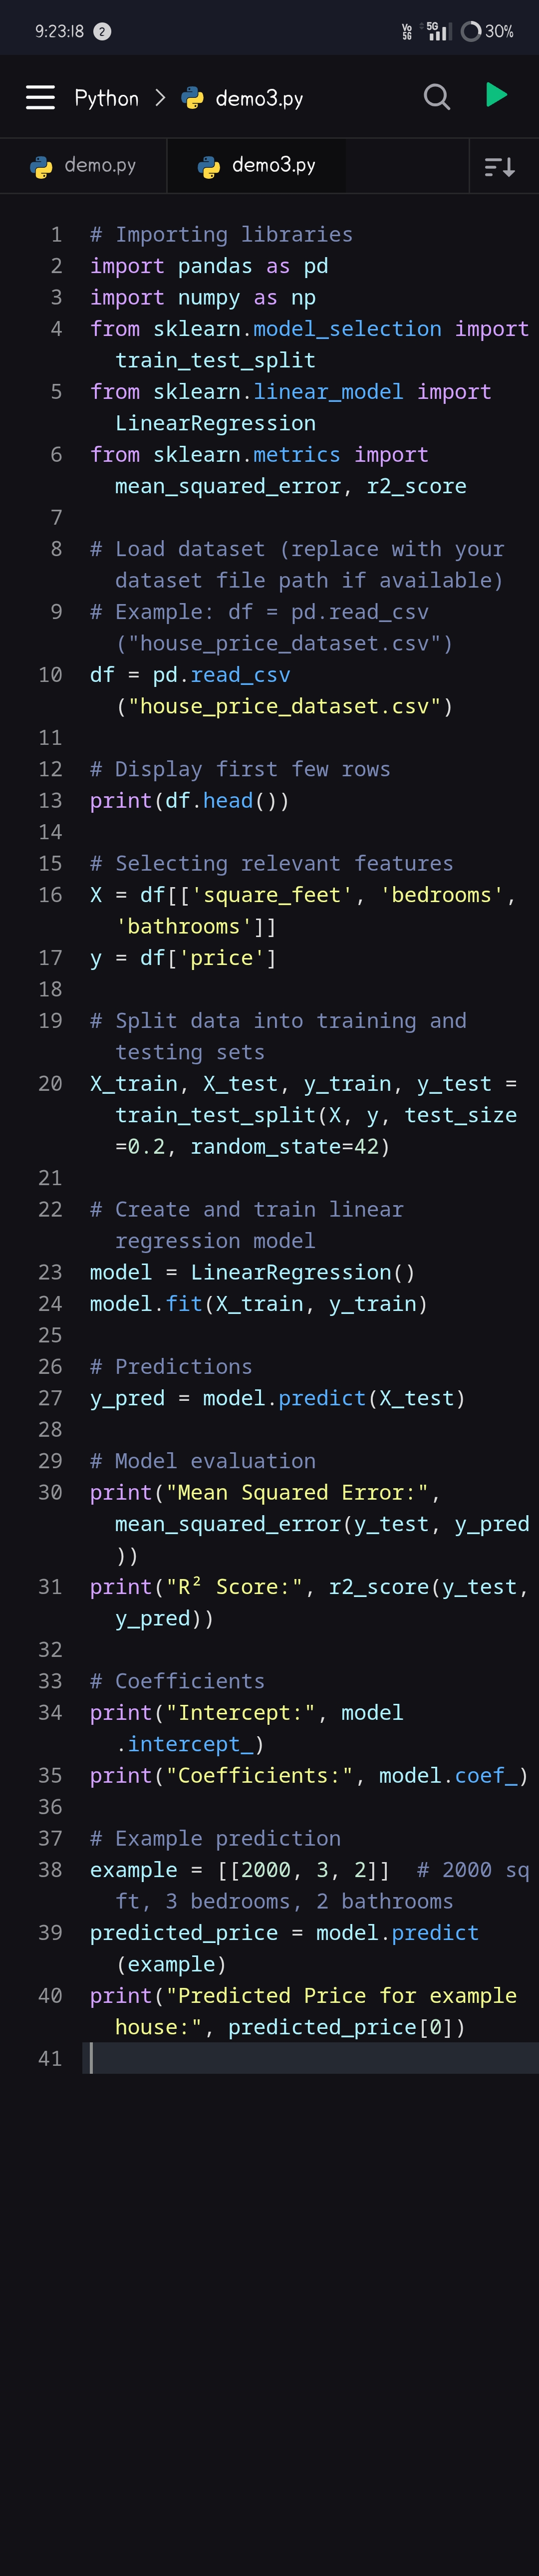 9:23:18 2 Vo 5G 5G 30%
Python > demo3.py
demo.py demo3.py
1 # Importing libraries
2 import pandas as pd
3 import numpy as np
4 from sklearn.model_selection import
train_test_split
5 from sklearn.linear_model import
LinearRegression
6 from sklearn.metrics import
mean_squared_error, r2_score
7
8 # Load dataset (replace with your
dataset file path if available)
9 # Example: df = pd.read_csv
("house_price_dataset.csv")
10 df = pd.read_csv
("house_price_dataset.csv")
11
12 # Display first few rows
13 print(df.head())
14
15 # Selecting relevant features
16 X = df[['square_feet', 'bedrooms',
'bathrooms']]
17 y = df['price']
18
19 # Split data into training and
testing sets
20 X_train, X_test, y_train, y_test =
train_test_split(X, y, test_size
=0.2, random_state=42)
21
22 # Create and train linear
regression model
23 model = LinearRegression()
24 model.fit(X_train, y_train)
25
26 # Predictions
27 y_pred = model.predict(X_test)
28
29 # Model evaluation
30 print("Mean Squared Error:",
mean_squared_error(y_test, y_pred
))
31 print("R² Score:", r2_score(y_test,
y_pred))
32
33 # Coefficients
34 print("Intercept:", model
.intercept_)
35 print("Coefficients:", model.coef_)
36
37 # Example prediction
38 example = [[2000, 3, 2]]  # 2000 sq
ft, 3 bedrooms, 2 bathrooms
39 predicted_price = model.predict
(example)
40 print("Predicted Price for example
house:", predicted_price[0])
41